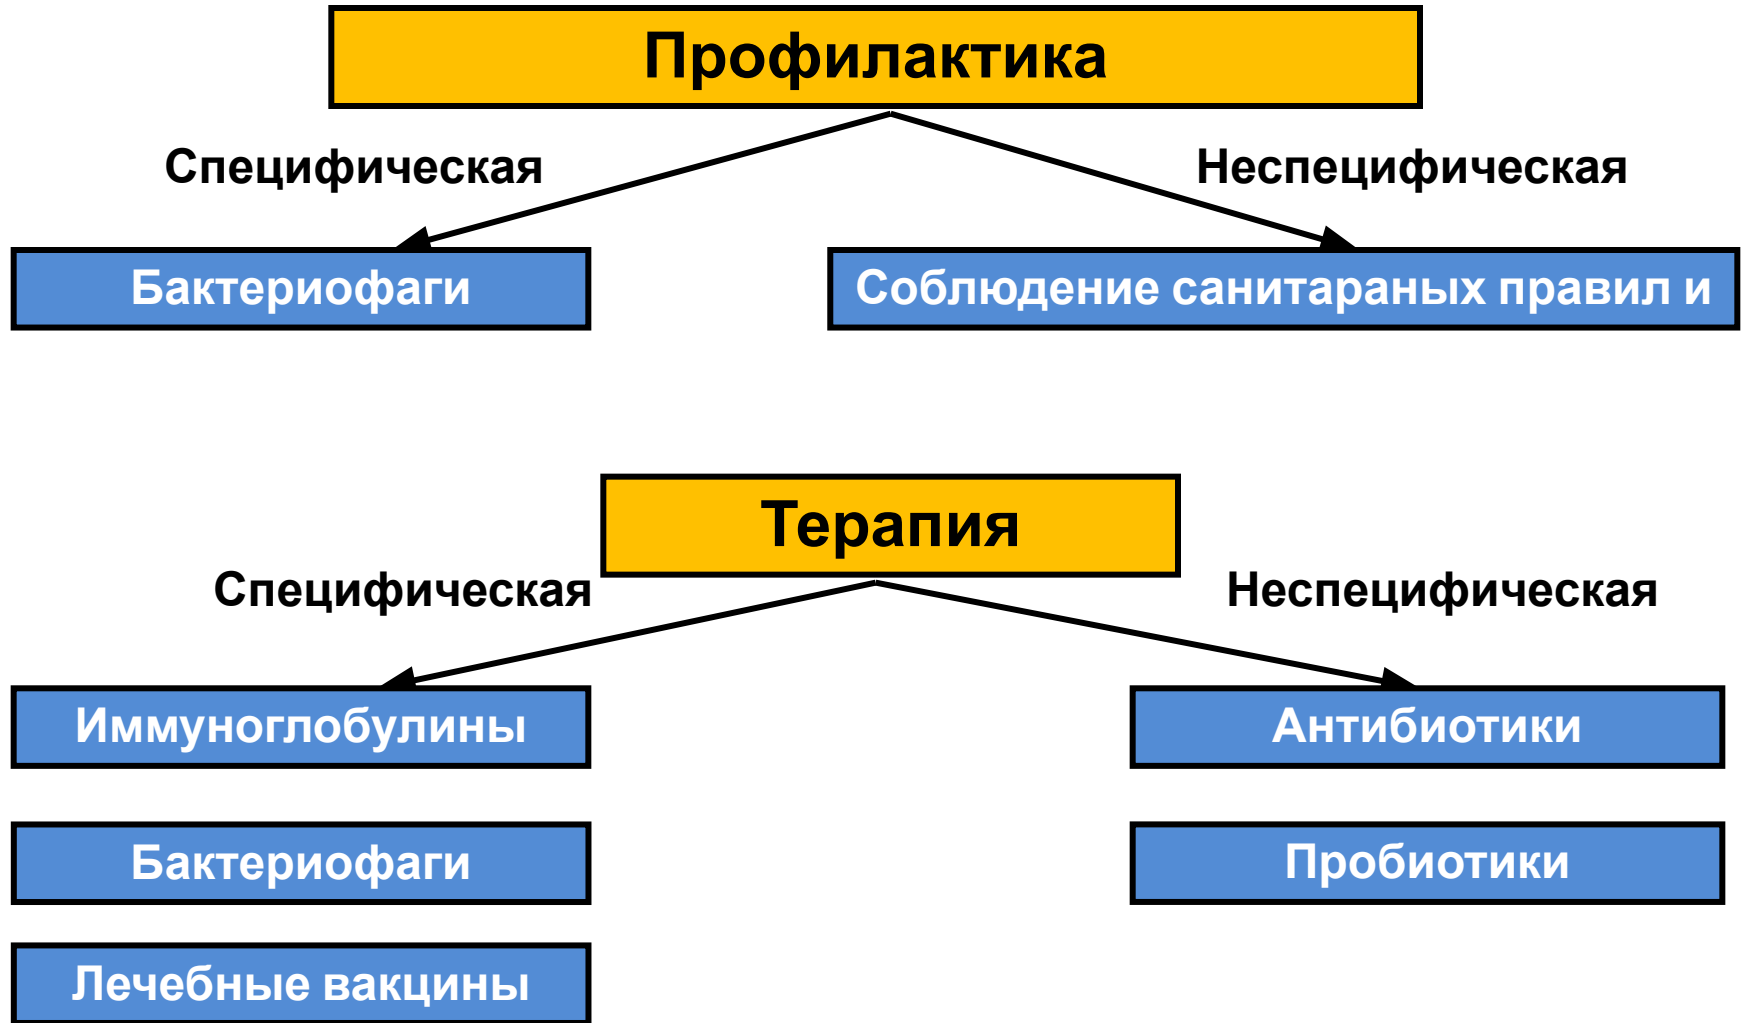 Профилактика
Специфическая
Неспецифическая
Бактериофаги
Соблюдение санитараных правил и
Терапия
Специфическая
Неспецифическая
Иммуноглобулины
Антибиотики
Бактериофаги
Пробиотики
Лечебные вакцины